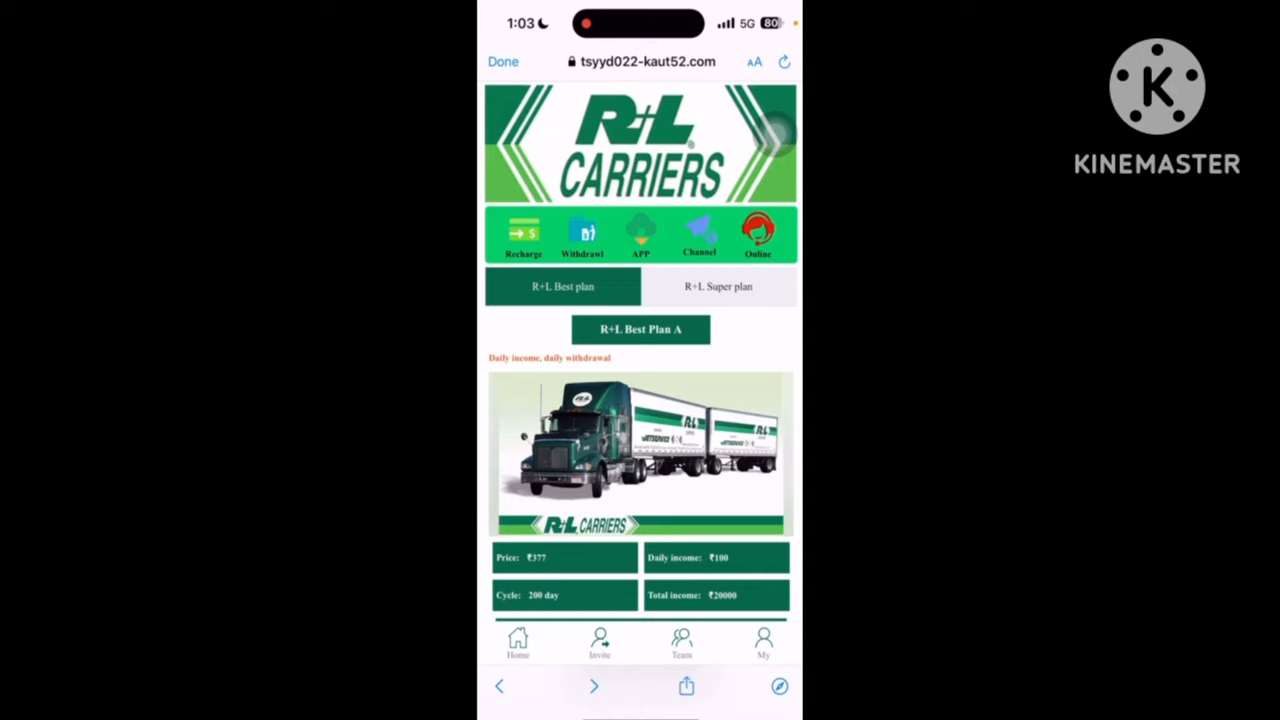 1:03
5G
80
Done
tsyyd022-kaut52.com
AA
R+L
CARRIERS
Recharge
Withdrawl
APP
Channel
Online
R+L Best plan
R+L Super plan
R+L Best Plan A
Daily income, daily withdrawal
R+L
R+L
JETSERVICE
R+L
R+L CARRIERS
Price: ₹377
Daily income: ₹100
Cycle: 200 day
Total income: ₹20000
Home
Invite
Team
My
K
KINEMASTER